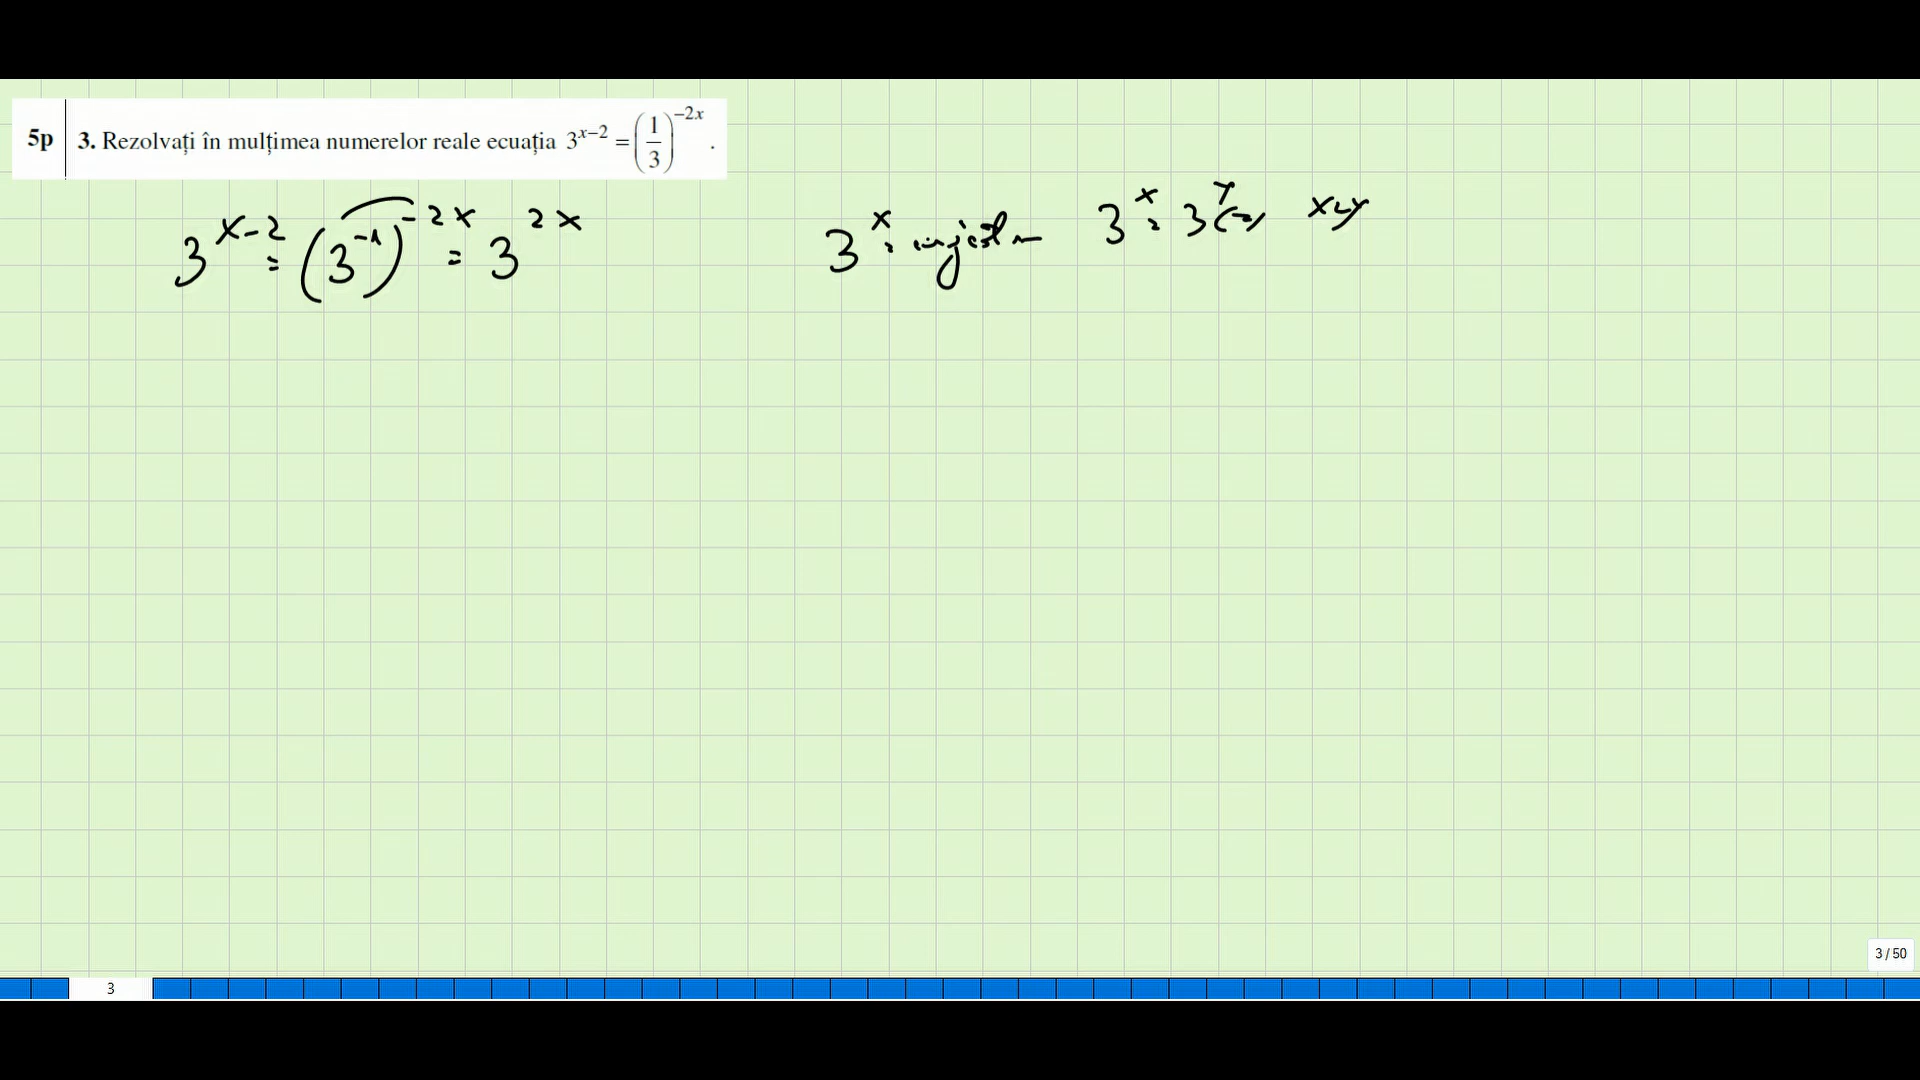 5p 3. Rezolvați în mulțimea numerelor reale ecuația 3^{x−2} = (1/3)^{−2x}.
3^{x−2} = (3^{−1})^{−2x} = 3^{2x}
3^x : injectiv 3^x = 3^y (=) x=y
3 / 50
3